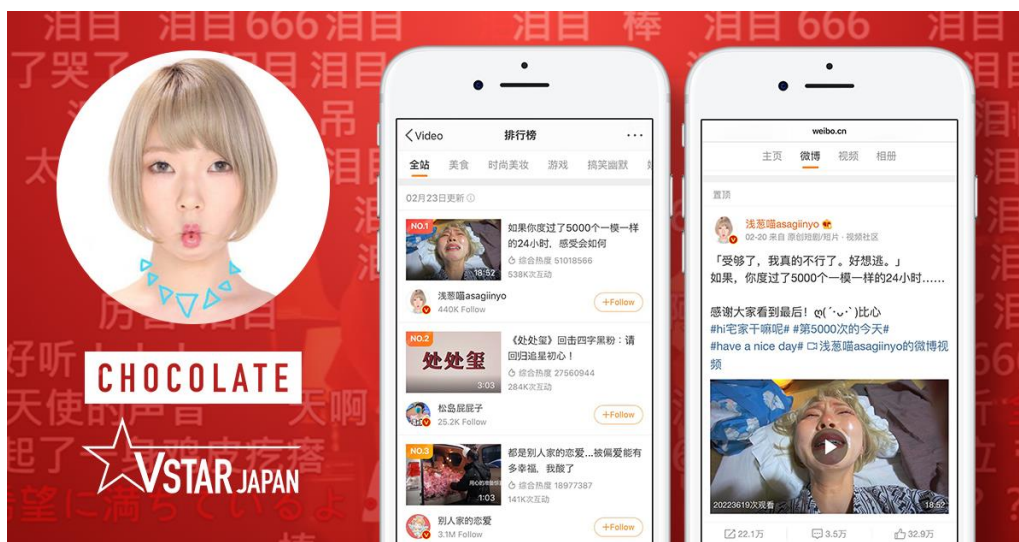 泪目 666 泪目 泪目 棒 泪目 666 泪目
了哭了
CHOCOLATE
VSTAR JAPAN
好听
天使的声音
天啊
起了一身鸡皮疙瘩
希望に満ちているよ
Video
排行榜
全站 美食 时尚美妆 游戏 搞笑幽默
02月23日更新
NO.1
18:52
如果你度过了5000个一模一样
的24小时，感受会如何
综合热度 51018566
538K次互动
浅葱喵asagiinyo
440K Follow
+Follow
NO.2
处处玺
3:03
《处处玺》回击四字黑粉：请
回归追星初心！
综合热度 27560944
284K次互动
松岛屁屁子
25.2K Follow
+Follow
NO.3
1:03
都是别人家的恋爱...被偏爱能有
多幸福，我酸了
综合热度 18977387
141K次互动
别人家的恋爱
3.1M Follow
+Follow
weibo.cn
主页 微博 视频 相册
置顶
浅葱喵asagiinyo
02-20 来自 原创短剧/短片 · 视频社区
「受够了，我真的不行了。好想逃。」
如果，你度过了5000个一模一样的24小时……
感谢大家看到最后！ღ( ´･ᴗ･` )比心
#hi宅家干嘛呢# #第5000次的今天#
#have a nice day# 浅葱喵asagiinyo的微博视
频
20223619次观看
18:52
22.1万 3.5万 32.9万